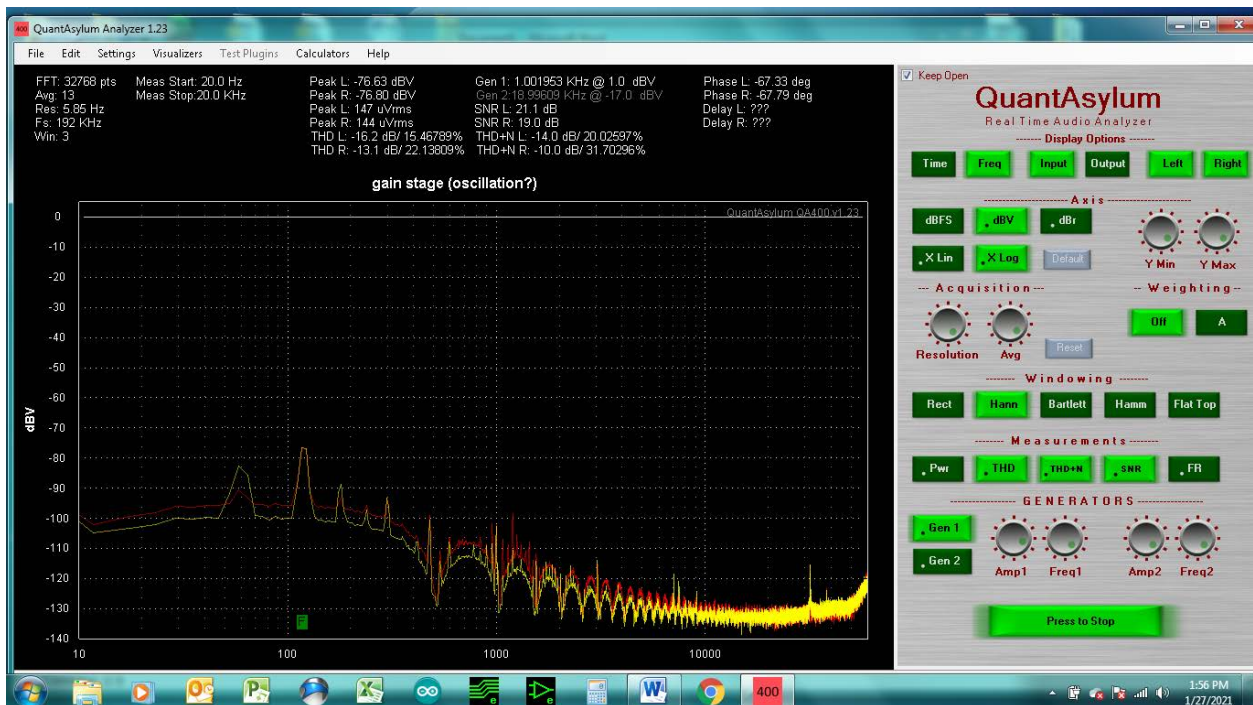 QuantAsylum Analyzer 1.23
File Edit Settings Visualizers Test Plugins Calculators Help
FFT: 32768 pts
Avg: 13
Res: 5.85 Hz
Fs: 192 KHz
Win: 3
Meas Start: 20.0 Hz
Meas Stop:20.0 KHz
Peak L: -76.63 dBV
Peak R: -76.80 dBV
Peak L: 147 uVrms
Peak R: 144 uVrms
THD L: -16.2 dB/ 15.46789%
THD R: -13.1 dB/ 22.13809%
Gen 1: 1.001953 KHz @ 1.0 dBV
Gen 2:18.99609 KHz @ -17.0 dBV
SNR L: 21.1 dB
SNR R: 19.0 dB
THD+N L: -14.0 dB/ 20.02597%
THD+N R: -10.0 dB/ 31.70296%
Phase L: -67.33 deg
Phase R: -67.79 deg
Delay L: ???
Delay R: ???
gain stage (oscillation?)
QuantAsylum QA400.v1.23
0
-10
-20
-30
-40
-50
-60
-70
-80
-90
-100
-110
-120
-130
-140
dBV
F
10 100 1000 10000
Keep Open
QuantAsylum
Real Time Audio Analyzer
------ Display Options ------
Time Freq Input Output Left Right
Axis
dBFS dBV dBr
X Lin X Log Default
Y Min Y Max
--- Acquisition ---
Resolution Avg
Reset
-- Weighting --
Off A
Windowing
Rect Hann Bartlett Hamm Flat Top
Measurements
Pwr THD THD+N SNR FR
GENERATORS
Gen 1
Gen 2
Amp1 Freq1 Amp2 Freq2
Press to Stop
400
1:56 PM
1/27/2021